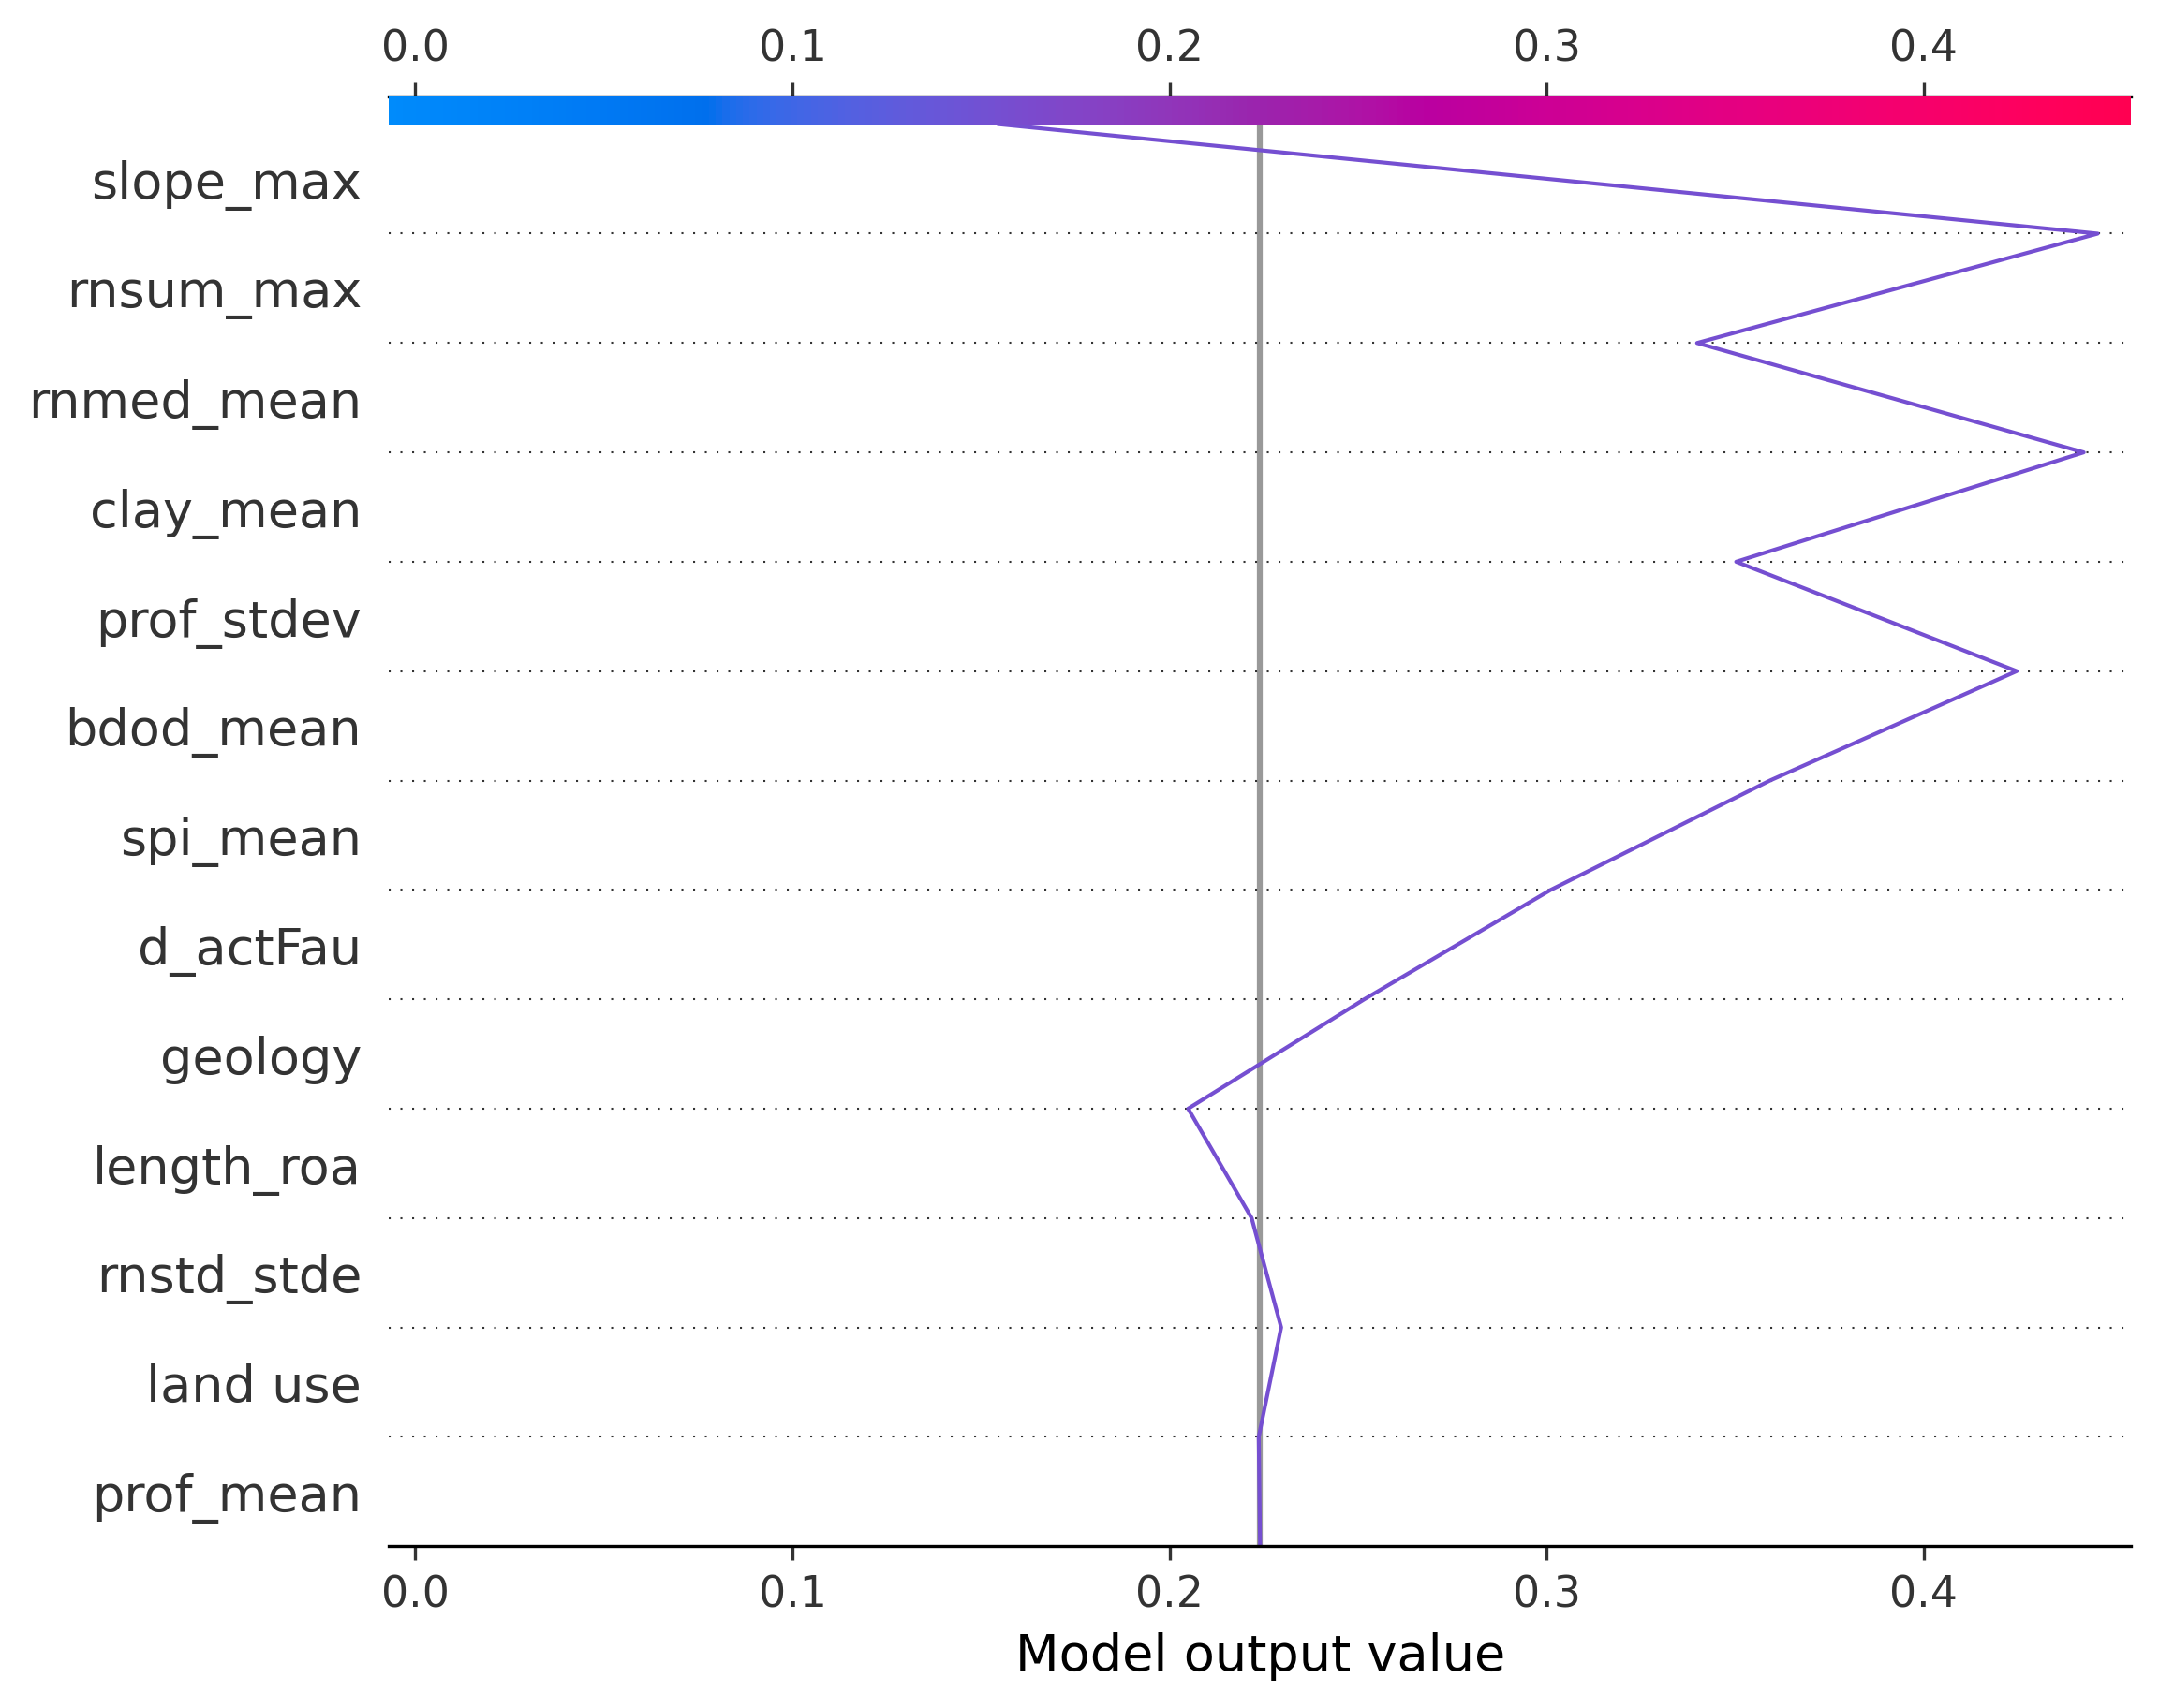 0.0 0.1 0.2 0.3 0.4
slope_max
rnsum_max
rnmed_mean
clay_mean
prof_stdev
bdod_mean
spi_mean
d_actFau
geology
length_roa
rnstd_stde
land use
prof_mean
0.0 0.1 0.2 0.3 0.4
Model output value